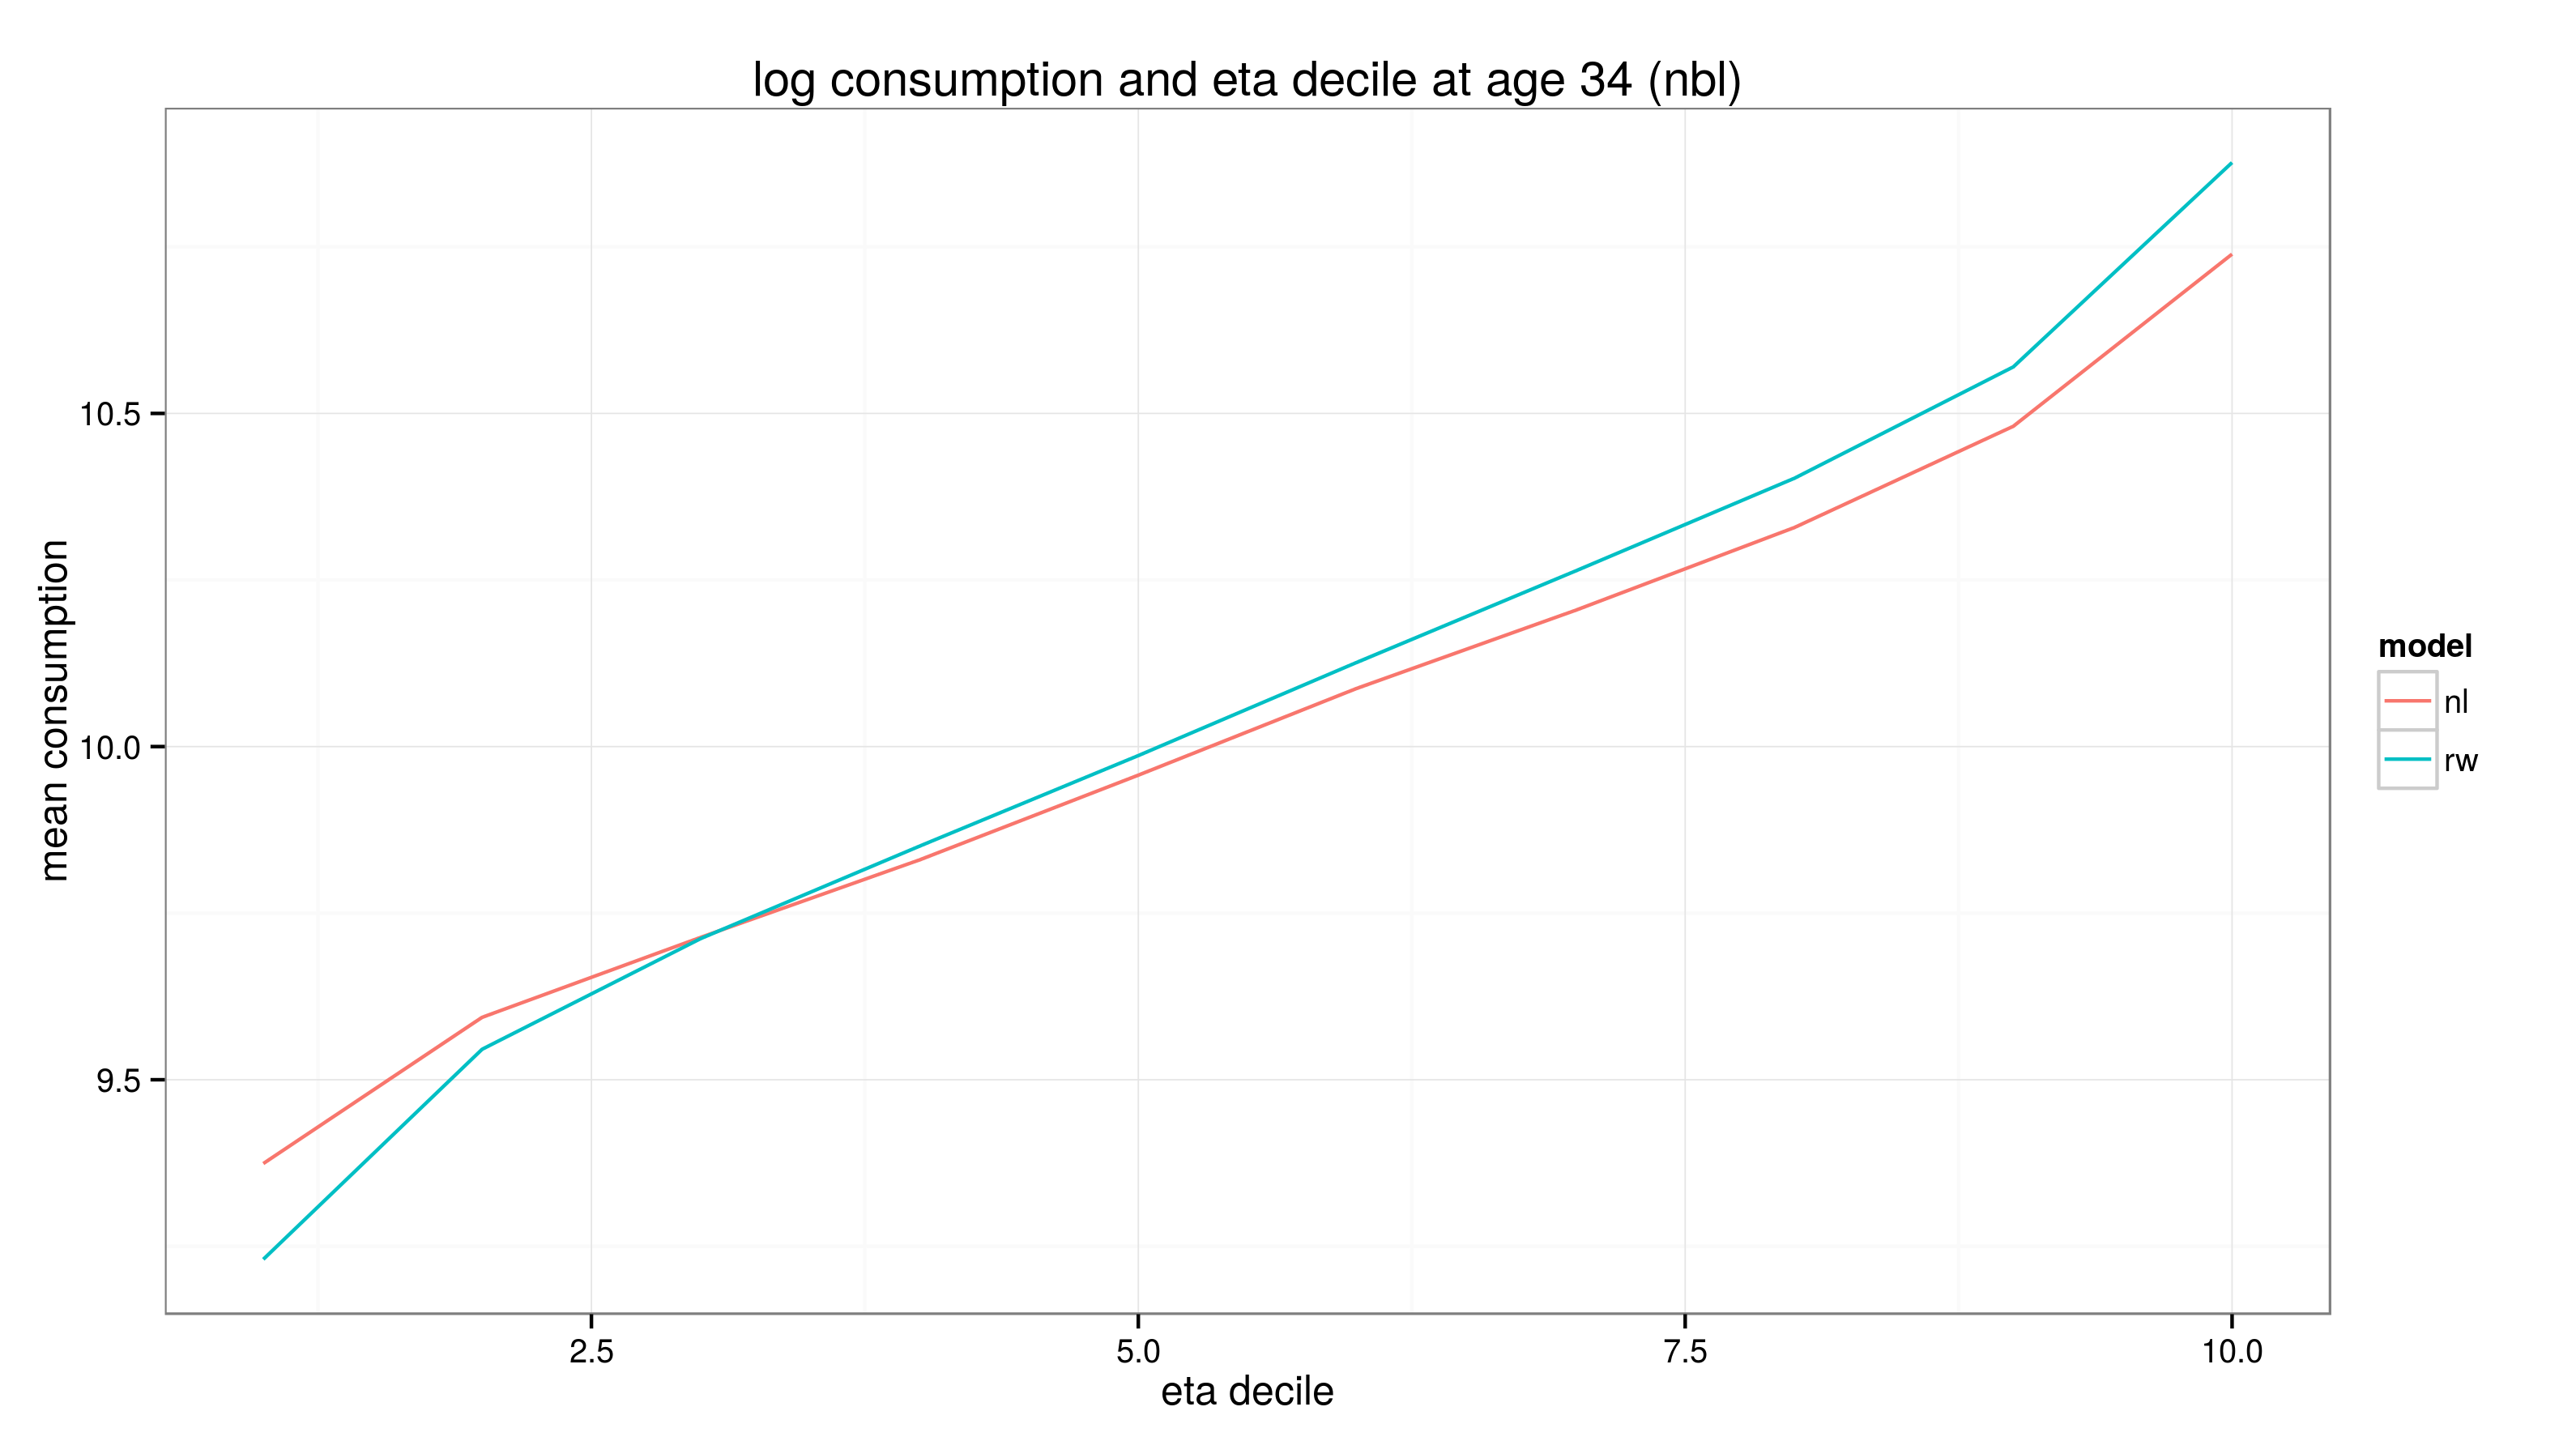 log consumption and eta decile at age 34 (nbl)
mean consumption
10.5
10.0
9.5
2.5 5.0 7.5 10.0
eta decile
model
nl
rw